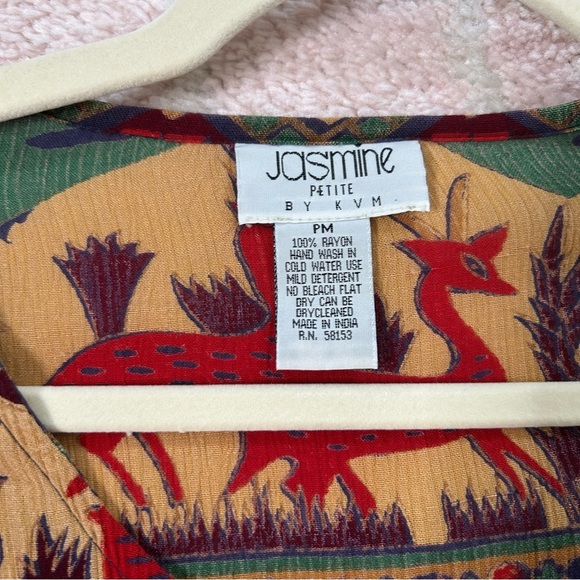 Jasmine
PETITE
BY KVM
PM
100% RAYON
HAND WASH IN
COLD WATER USE
MILD DETERGENT
NO BLEACH FLAT
DRY CAN BE
DRYCLEANED
MADE IN INDIA
R.N. 58153